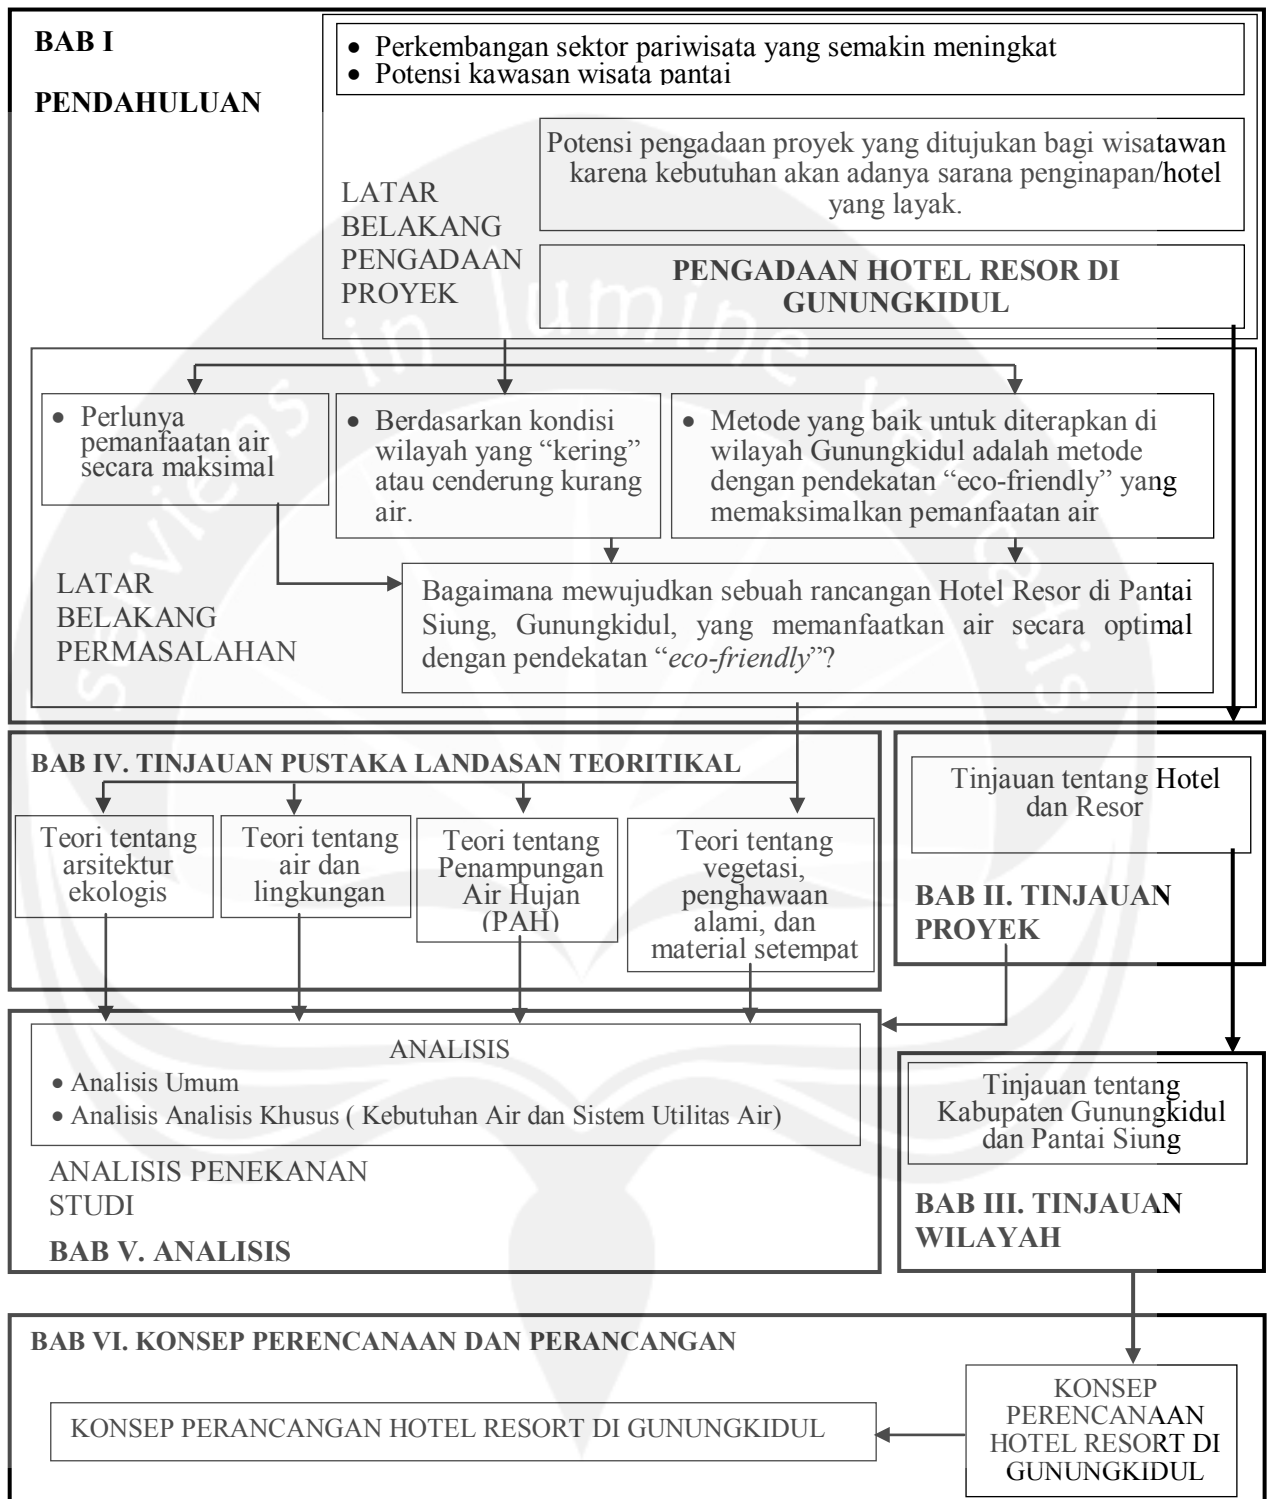 BAB I
PENDAHULUAN
• Perkembangan sektor pariwisata yang semakin meningkat
• Potensi kawasan wisata pantai
Potensi pengadaan proyek yang ditujukan bagi wisatawan
karena kebutuhan akan adanya sarana penginapan/hotel
yang layak.
LATAR
BELAKANG
PENGADAAN
PROYEK
PENGADAAN HOTEL RESOR DI
GUNUNGKIDUL
• Perlunya
pemanfaatan air
secara maksimal
• Berdasarkan kondisi
wilayah yang “kering”
atau cenderung kurang
air.
• Metode yang baik untuk diterapkan di
wilayah Gunungkidul adalah metode
dengan pendekatan “eco-friendly” yang
memaksimalkan pemanfaatan air
LATAR
BELAKANG
PERMASALAHAN
Bagaimana mewujudkan sebuah rancangan Hotel Resor di Pantai
Siung, Gunungkidul, yang memanfaatkan air secara optimal
dengan pendekatan “eco-friendly”?
BAB IV. TINJAUAN PUSTAKA LANDASAN TEORITIKAL
Teori tentang
arsitektur
ekologis
Teori tentang
air dan
lingkungan
Teori tentang
Penampungan
Air Hujan
(PAH)
Teori tentang
vegetasi,
penghawaan
alami, dan
material setempat
Tinjauan tentang Hotel
dan Resor
BAB II. TINJAUAN
PROYEK
ANALISIS
• Analisis Umum
• Analisis Analisis Khusus ( Kebutuhan Air dan Sistem Utilitas Air)
ANALISIS PENEKANAN
STUDI
BAB V. ANALISIS
Tinjauan tentang
Kabupaten Gunungkidul
dan Pantai Siung
BAB III. TINJAUAN
WILAYAH
BAB VI. KONSEP PERENCANAAN DAN PERANCANGAN
KONSEP PERANCANGAN HOTEL RESORT DI GUNUNGKIDUL
KONSEP
PERENCANAAN
HOTEL RESORT DI
GUNUNGKIDUL
serviens in lumine veritatis